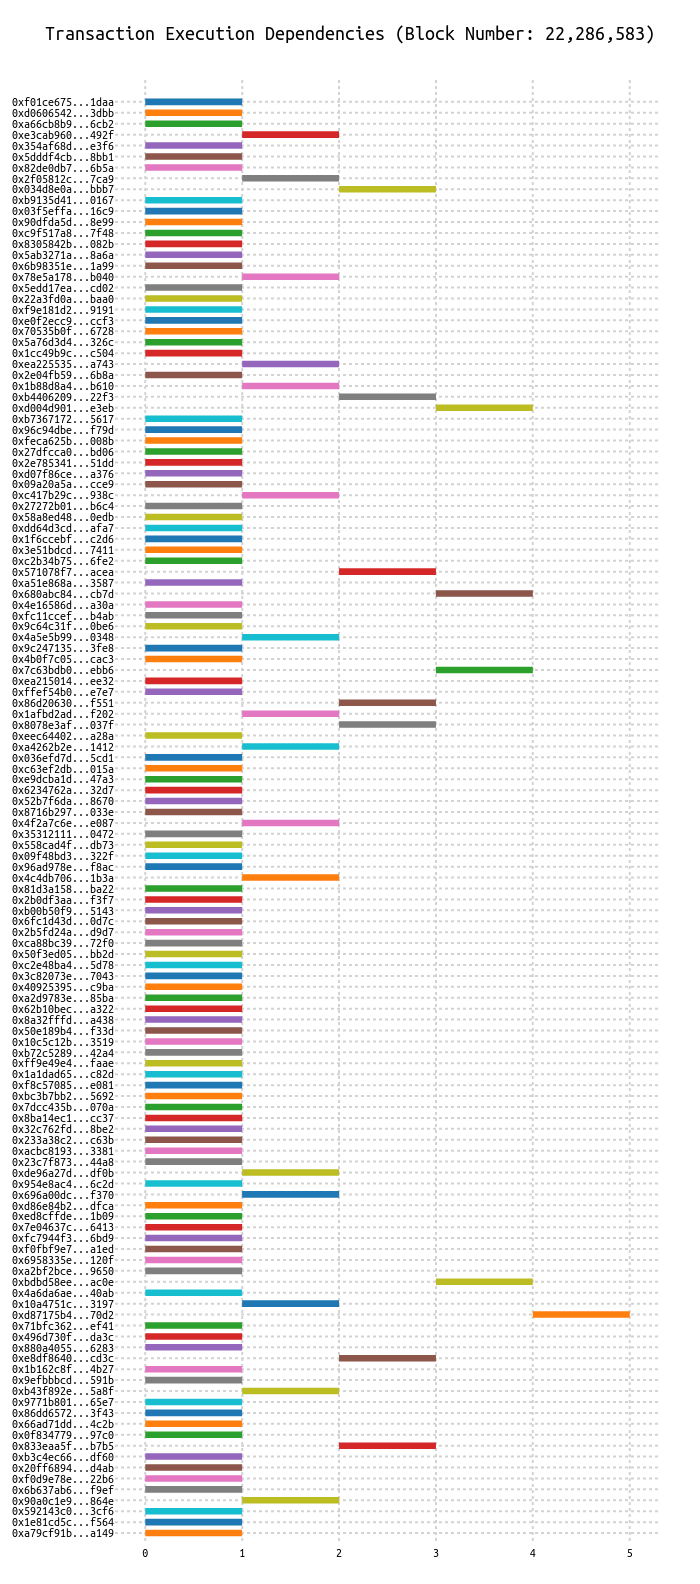 Transaction Execution Dependencies (Block Number: 22,286,583)
0xf01ce675...1daa
0xd0606542...3dbb
0xa66cb8b9...6cb2
0xe3cab960...492f
0x354af68d...e3f6
0x5dddf4cb...8bb1
0x82de0db7...6b5a
0x2f05812c...7ca9
0x034d8e0a...bbb7
0xb9135d41...0167
0x03f5effa...16c9
0x90dfda5d...8e99
0xc9f517a8...7f48
0x8305842b...082b
0x5ab3271a...8a6a
0x6b98351e...1a99
0x78e5a178...b040
0x5edd17ea...cd02
0x22a3fd0a...baa0
0xf9e181d2...9191
0xe0f2ecc9...ccf3
0x70535b0f...6728
0x5a76d3d4...326c
0x1cc49b9c...c504
0xea225535...a743
0x2e04fb59...6b8a
0x1b88d8a4...b610
0xb4406209...22f3
0xd004d901...e3eb
0xb7367172...5617
0x96c94dbe...f79d
0xfeca625b...008b
0x27dfcca0...bd06
0x2e785341...51dd
0xd07f86ce...a376
0x09a20a5a...cce9
0xc417b29c...938c
0x27272b01...b6c4
0x58a8ed48...0edb
0xdd64d3cd...afa7
0x1f6ccebf...c2d6
0x3e51bdcd...7411
0xc2b34b75...6fe2
0x571078f7...acea
0xa51e868a...3587
0x680abc84...cb7d
0x4e16586d...a30a
0xfc11ccef...b4ab
0x9c64c31f...0be6
0x4a5e5b99...0348
0x9c247135...3fe8
0x4b0f7c05...cac3
0x7c63bdb0...ebb6
0xea215014...ee32
0xffef54b0...e7e7
0x86d20630...f551
0x1afbd2ad...f202
0x8078e3af...037f
0xeec64402...a28a
0xa4262b2e...1412
0x036efd7d...5cd1
0xc63ef2db...015a
0xe9dcba1d...47a3
0x6234762a...32d7
0x52b7f6da...8670
0x8716b297...033e
0x4f2a7c6e...e087
0x35312111...0472
0x558cad4f...db73
0x09f48bd3...322f
0x96ad978e...f8ac
0x4c4db706...1b3a
0x81d3a158...ba22
0x2b0df3aa...f3f7
0xb00b50f9...5143
0x6fc1d43d...0d7c
0x2b5fd24a...d9d7
0xca88bc39...72f0
0x50f3ed05...bb2d
0xc2e48ba4...5d78
0x3c82073e...7043
0x40925395...c9ba
0xa2d9783e...85ba
0x62b10bec...a322
0x8a32fffd...a438
0x50e189b4...f33d
0x10c5c12b...3519
0xb72c5289...42a4
0xff9e49e4...faae
0x1a1dad65...c82d
0xf8c57085...e081
0xbc3b7bb2...5692
0x7dcc435b...070a
0x8ba14ec1...cc37
0x32c762fd...8be2
0x233a38c2...c63b
0xacbc8193...3381
0x23c7f873...44a8
0xde96a27d...df0b
0x954e8ac4...6c2d
0x696a00dc...f370
0xd86e84b2...dfca
0xed8cffde...1b09
0x7e04637c...6413
0xfc7944f3...6bd9
0xf0fbf9e7...a1ed
0x6958335e...120f
0xa2bf2bce...9650
0xbdbd58ee...ac0e
0x4a6da6ae...40ab
0x10a4751c...3197
0xd87175b4...70d2
0x71bfc362...ef41
0x496d730f...da3c
0x880a4055...6283
0xe8df8640...cd3c
0x1b162c8f...4b27
0x9efbbbcd...591b
0xb43f892e...5a8f
0x9771b801...65e7
0x86dd6572...3f43
0x66ad71dd...4c2b
0x0f834779...97c0
0x833eaa5f...b7b5
0xb3c4ec66...df60
0x20ff6894...d4ab
0xf0d9e78e...22b6
0x6b637ab6...f9ef
0x90a0c1e9...864e
0x592143c0...3cf6
0x1e81cd5c...f564
0xa79cf91b...a149
0 1 2 3 4 5